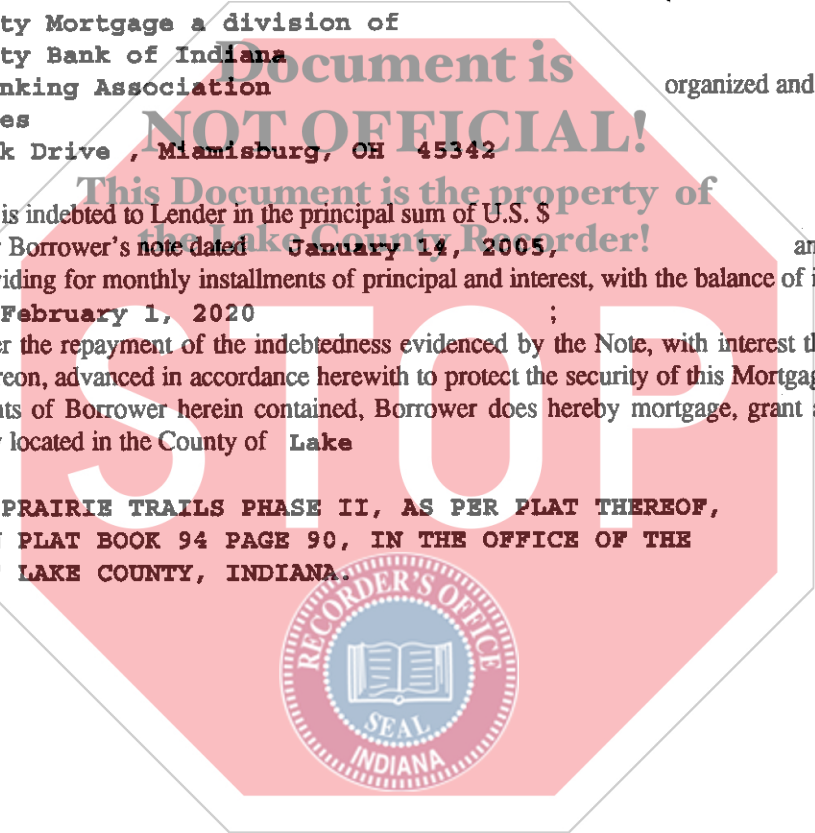 ty Mortgage a division of
ty Bank of Indiana
Document is
nking Association organized and
es
NOT OFFICIAL!
k Drive , Miamisburg, OH 45342
This Document is the property of
is indebted to Lender in the principal sum of U.S. $
the Lake County Recorder!
Borrower's note dated January 14, 2005, an
viding for monthly installments of principal and interest, with the balance of i
February 1, 2020 ;
er the repayment of the indebtedness evidenced by the Note, with interest th
reon, advanced in accordance herewith to protect the security of this Mortgag
nts of Borrower herein contained, Borrower does hereby mortgage, grant a
located in the County of Lake
STOP
PRAIRIE TRAILS PHASE II, AS PER PLAT THEREOF,
PLAT BOOK 94 PAGE 90, IN THE OFFICE OF THE
LAKE COUNTY, INDIANA.
RECORDER'S OFFICE
SEAL
INDIANA